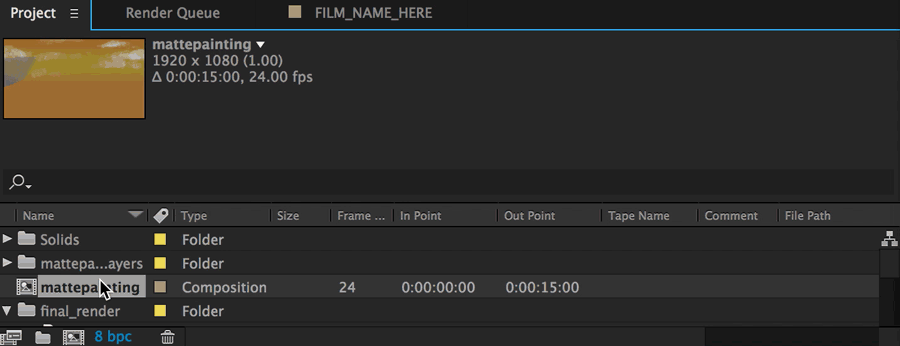 Project Render Queue FILM_NAME_HERE
mattepainting
1920 x 1080 (1.00)
Δ 0:00:15:00, 24.00 fps
Name Type Size Frame ... In Point Out Point Tape Name Comment File Path
Solids Folder
mattepa...ayers Folder
mattepainting Composition 24 0:00:00:00 0:00:15:00
final_render Folder
8 bpc